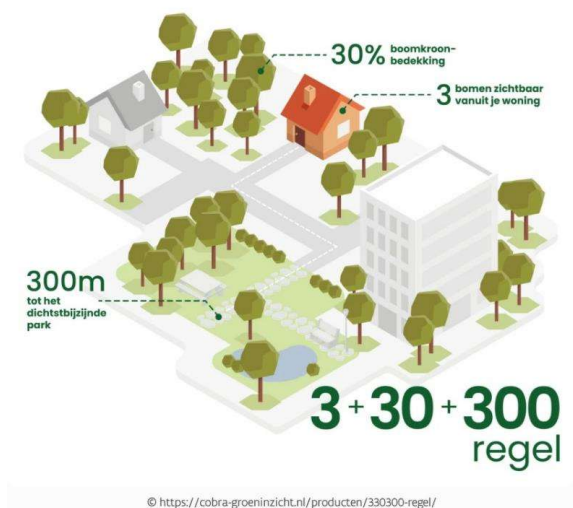 30% boomkroon-
bedekking
3 bomen zichtbaar
vanuit je woning
300m
tot het
dichtstbijzijnde
park
3+30+300
regel
© https://cobra-groeninzicht.nl/producten/330300-regel/